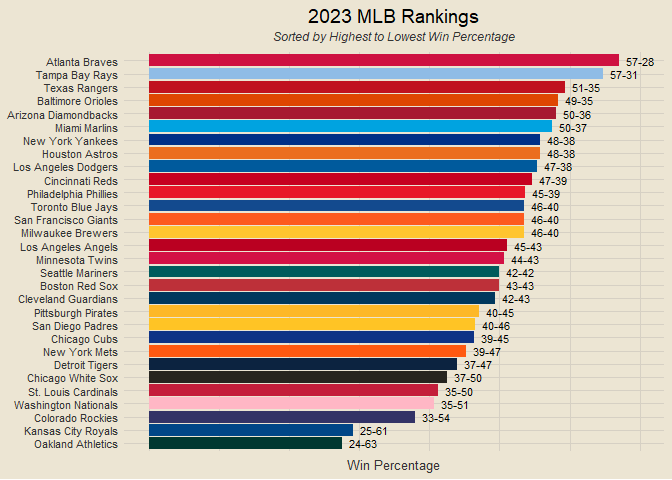 2023 MLB Rankings
Sorted by Highest to Lowest Win Percentage
Atlanta Braves 57-28
Tampa Bay Rays 57-31
Texas Rangers 51-35
Baltimore Orioles 49-35
Arizona Diamondbacks 50-36
Miami Marlins 50-37
New York Yankees 48-38
Houston Astros 48-38
Los Angeles Dodgers 47-38
Cincinnati Reds 47-39
Philadelphia Phillies 45-39
Toronto Blue Jays 46-40
San Francisco Giants 46-40
Milwaukee Brewers 46-40
Los Angeles Angels 45-43
Minnesota Twins 44-43
Seattle Mariners 42-42
Boston Red Sox 43-43
Cleveland Guardians 42-43
Pittsburgh Pirates 40-45
San Diego Padres 40-46
Chicago Cubs 39-45
New York Mets 39-47
Detroit Tigers 37-47
Chicago White Sox 37-50
St. Louis Cardinals 35-50
Washington Nationals 35-51
Colorado Rockies 33-54
Kansas City Royals 25-61
Oakland Athletics 24-63
Win Percentage